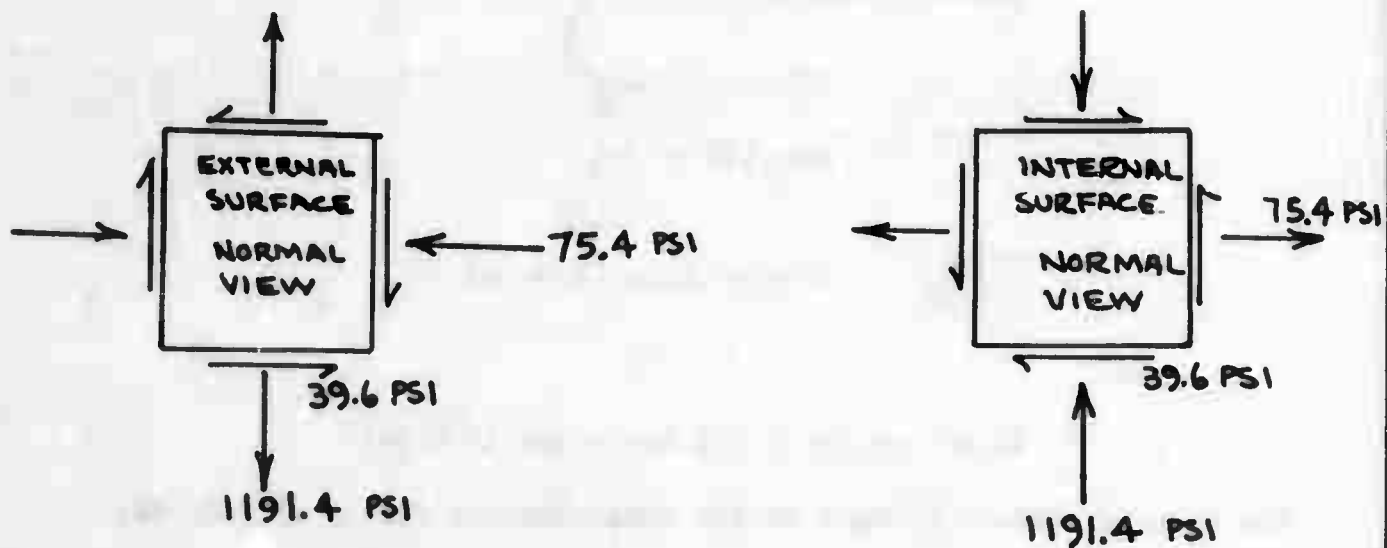 EXTERNAL
SURFACE
NORMAL
VIEW
75.4 PSI
39.6 PSI
1191.4 PSI
INTERNAL
SURFACE
NORMAL
VIEW
75.4 PSI
39.6 PSI
1191.4 PSI